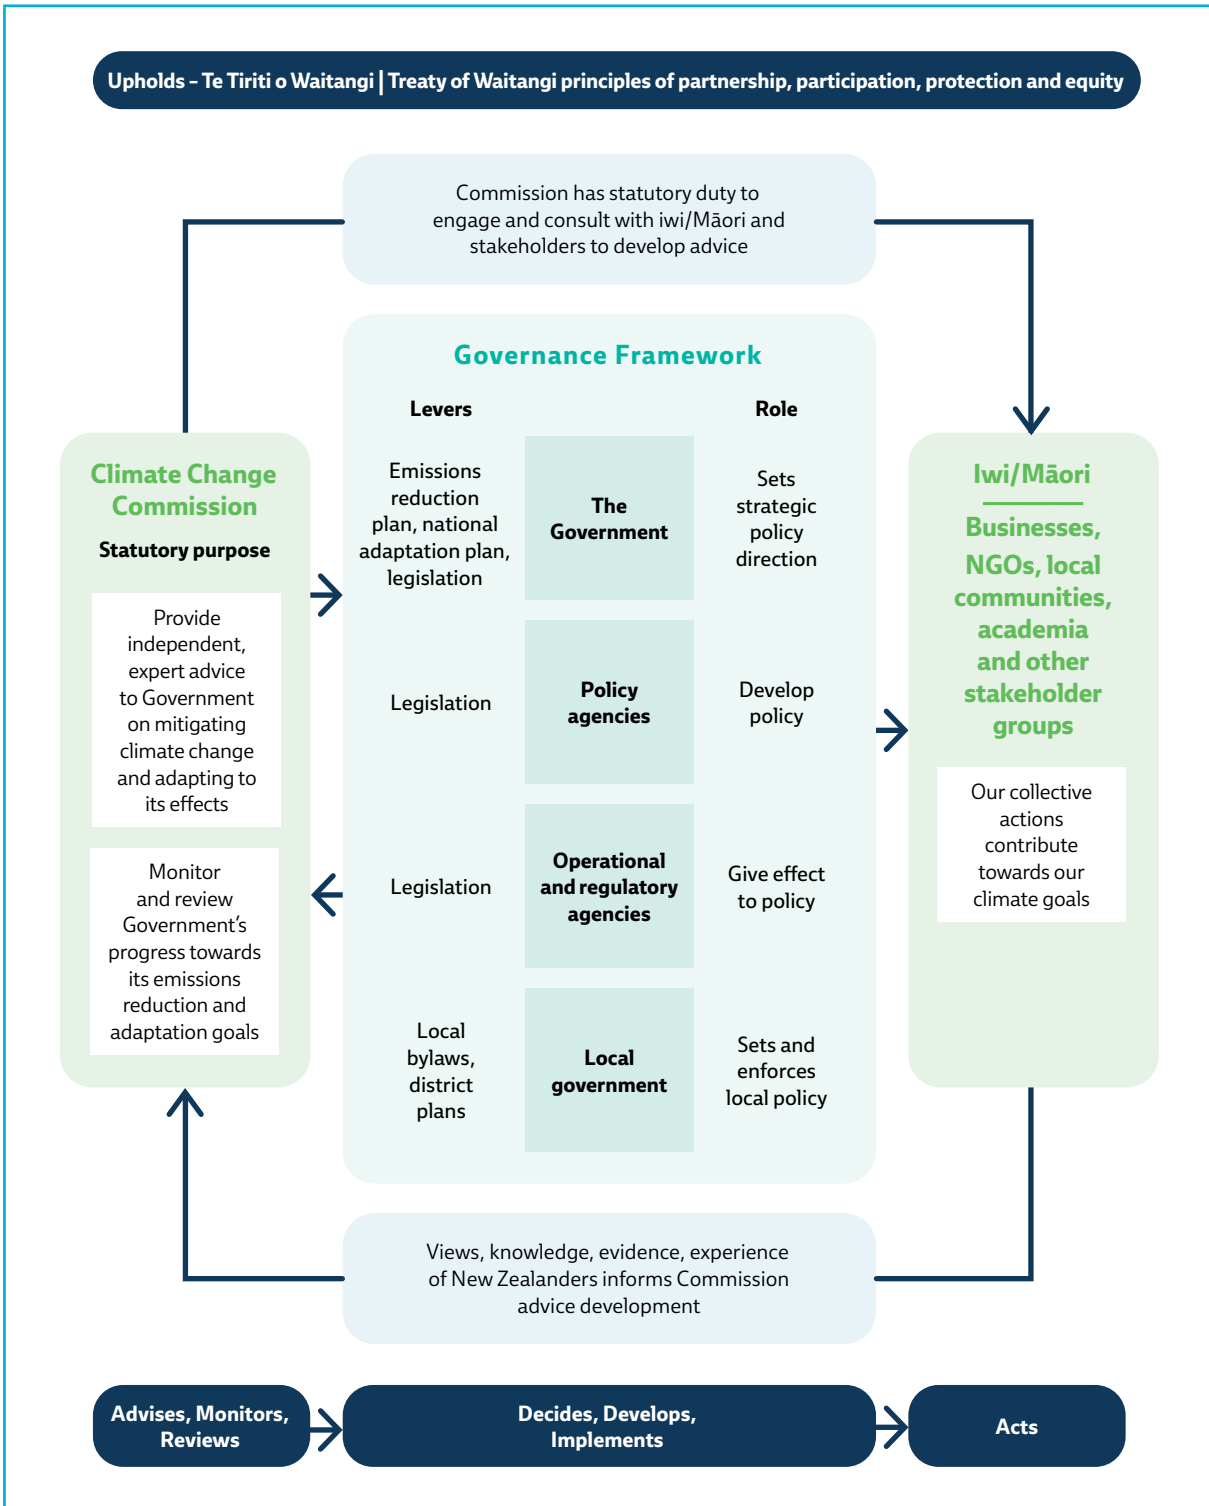 Upholds – Te Tiriti o Waitangi | Treaty of Waitangi principles of partnership, participation, protection and equity
Commission has statutory duty to
engage and consult with iwi/Māori and
stakeholders to develop advice
Climate Change
Commission
Statutory purpose
Provide
independent,
expert advice
to Government
on mitigating
climate change
and adapting to
its effects
Monitor
and review
Government’s
progress towards
its emissions
reduction and
adaptation goals
Governance Framework
Levers
Role
Emissions
reduction
plan, national
adaptation plan,
legislation
The
Government
Sets
strategic
policy
direction
Legislation
Policy
agencies
Develop
policy
Legislation
Operational
and regulatory
agencies
Give effect
to policy
Local
bylaws,
district
plans
Local
government
Sets and
enforces
local policy
Iwi/Māori
Businesses,
NGOs, local
communities,
academia
and other
stakeholder
groups
Our collective
actions
contribute
towards our
climate goals
Views, knowledge, evidence, experience
of New Zealanders informs Commission
advice development
Advises, Monitors,
Reviews
Decides, Develops,
Implements
Acts